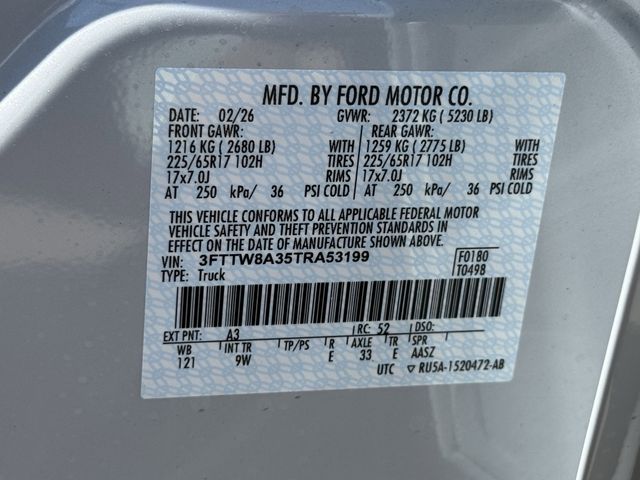 MFD. BY FORD MOTOR CO.
DATE: 02/26 GVWR: 2372 KG ( 5230 LB)
FRONT GAWR: REAR GAWR:
1216 KG ( 2680 LB) WITH 1259 KG ( 2775 LB) WITH
225/65R17 102H TIRES 225/65R17 102H TIRES
17x7.0J RIMS 17x7.0J RIMS
AT 250 kPa/ 36 PSI COLD AT 250 kPa/ 36 PSI COLD
THIS VEHICLE CONFORMS TO ALL APPLICABLE FEDERAL MOTOR
VEHICLE SAFETY AND THEFT PREVENTION STANDARDS IN
EFFECT ON THE DATE OF MANUFACTURE SHOWN ABOVE.
VIN: 3FTTW8A35TRA53199 F0180
TYPE: Truck T0498
EXT PNT: A3 RC: 52 DSO:
WB INT TR TP/PS R AXLE TR SPR
121 9W E 33 E AASZ
UTC ▽ RU5A-1520472-AB